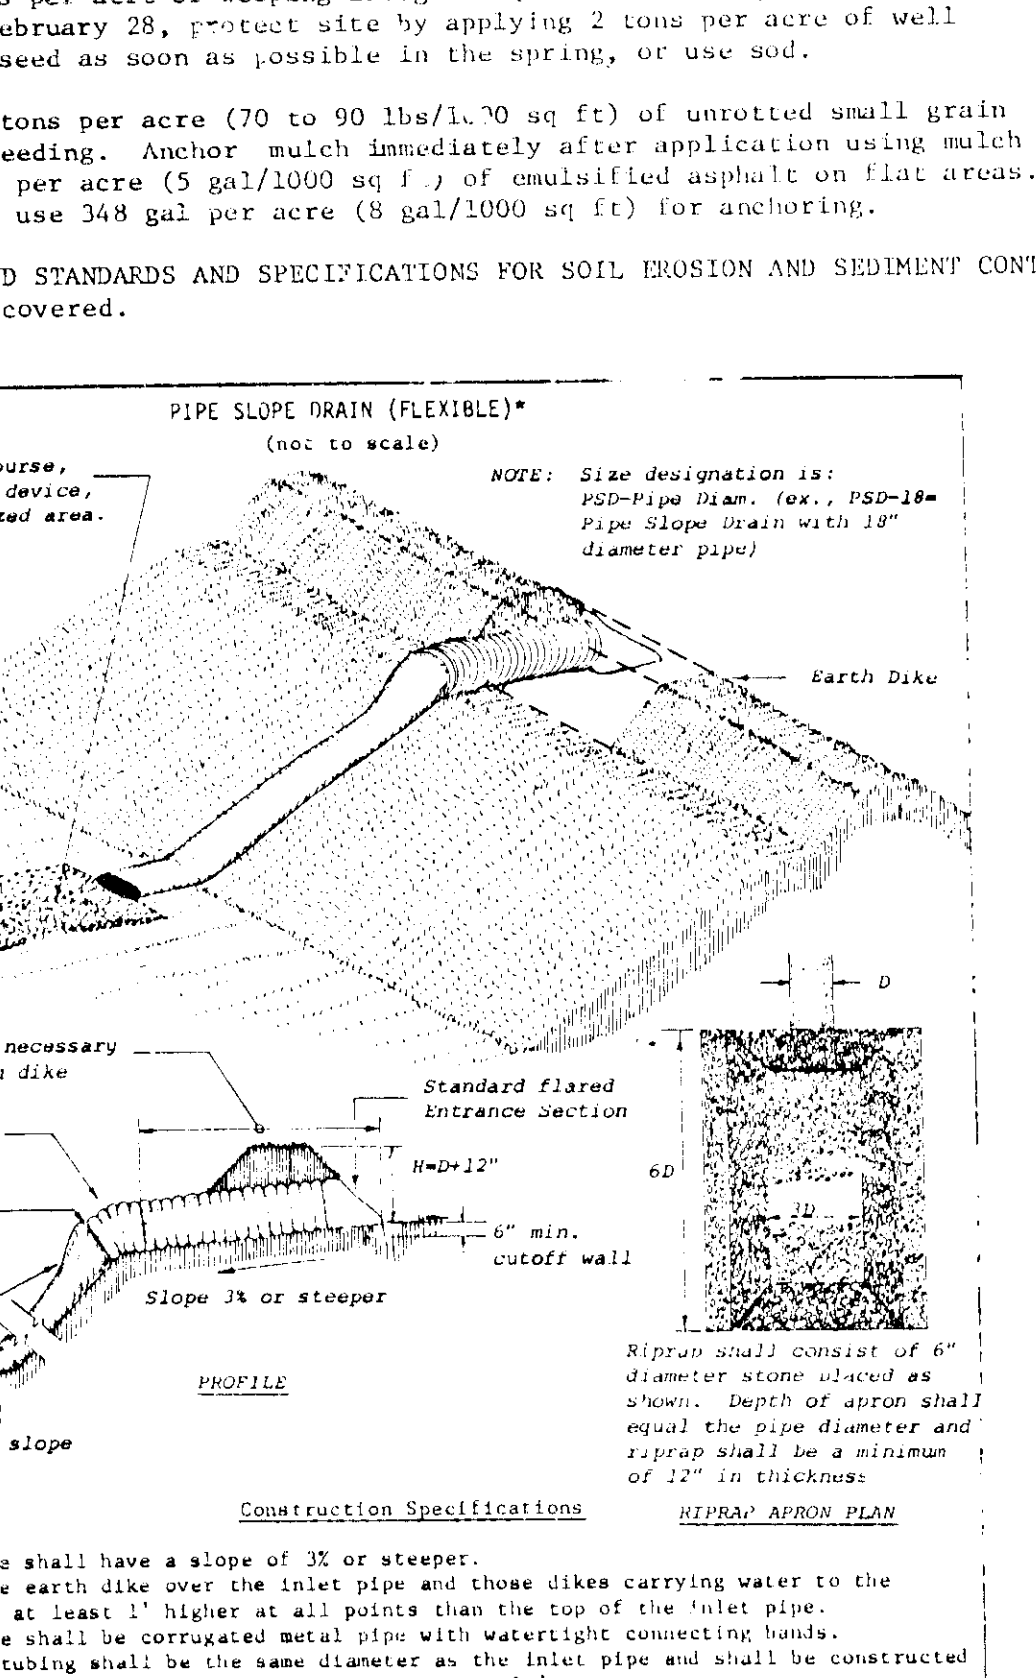 ebruary 28, protect site by applying 2 tons per acre of well
seed as soon as possible in the spring, or use sod.
tons per acre (70 to 90 lbs/ sq ft) of unrotted small grain
eeding. Anchor mulch immediately after application using mulch
per acre (5 gal/1000 sq ) of emulsified asphalt on flat areas.
use 348 gal per acre (8 gal/1000 sq ft) for anchoring.
D STANDARDS AND SPECIFICATIONS FOR SOIL EROSION AND SEDIMENT CONT
covered.
PIPE SLOPE DRAIN (FLEXIBLE)*
(not to scale)
ourse,
device,
zed area.
NOTE: Size designation is:
PSD-Pipe Diam. (ex., PSD-18=
Pipe Slope Drain with 18"
diameter pipe)
Earth Dike
D
necessary
dike
Standard flared
Entrance Section
H=D+12"
6D
3D
6" min.
cutoff wall
Slope 3% or steeper
PROFILE
slope
Riprap shall consist of 6"
diameter stone placed as
shown. Depth of apron shall
equal the pipe diameter and
riprap shall be a minimum
of 12" in thickness
RIPRAP APRON PLAN
Construction Specifications
e shall have a slope of 3% or steeper.
e earth dike over the inlet pipe and those dikes carrying water to the
at least 1' higher at all points than the top of the inlet pipe.
e shall be corrugated metal pipe with watertight connecting bands.
tubing shall be the same diameter as the inlet pipe and shall be constructed